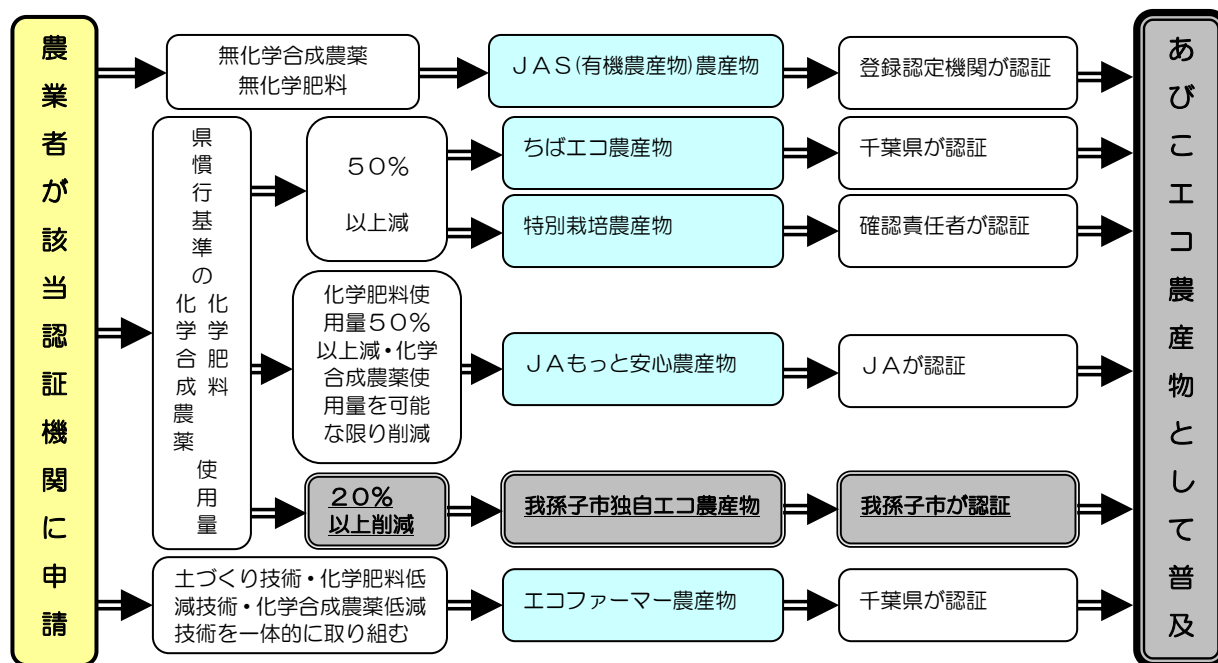 農業者が該当認証機関に申請
無化学合成農薬
無化学肥料
JAS(有機農産物)農産物
登録認定機関が認証
県慣行基準の
化学合成農薬
化学肥料
使用量
50%
以上減
ちばエコ農産物
千葉県が認証
特別栽培農産物
確認責任者が認証
化学肥料使
用量50%
以上減・化学
合成農薬使
用量を可能
な限り削減
JAもっと安心農産物
JAが認証
20%
以上削減
我孫子市独自エコ農産物
我孫子市が認証
土づくり技術・化学肥料低
減技術・化学合成農薬低減
技術を一体的に取り組む
エコファーマー農産物
千葉県が認証
あびこエコ農産物として普及